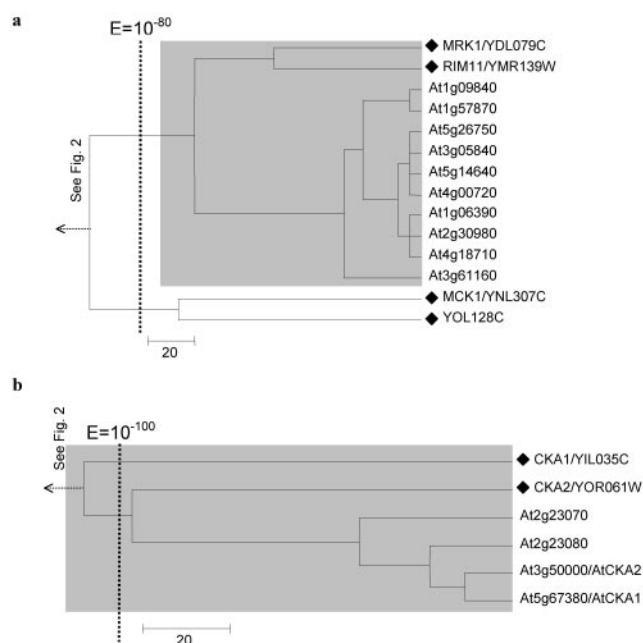 a
E=10-80
See Fig. 2
◆ MRK1/YDL079C
◆ RIM11/YMR139W
At1g09840
At1g57870
At5g26750
At3g05840
At5g14640
At4g00720
At1g06390
At2g30980
At4g18710
At3g61160
◆ MCK1/YNL307C
◆ YOL128C
20
b
E=10-100
See Fig. 2
◆ CKA1/YIL035C
◆ CKA2/YOR061W
At2g23070
At2g23080
At3g50000/AtCKA2
At5g67380/AtCKA1
20